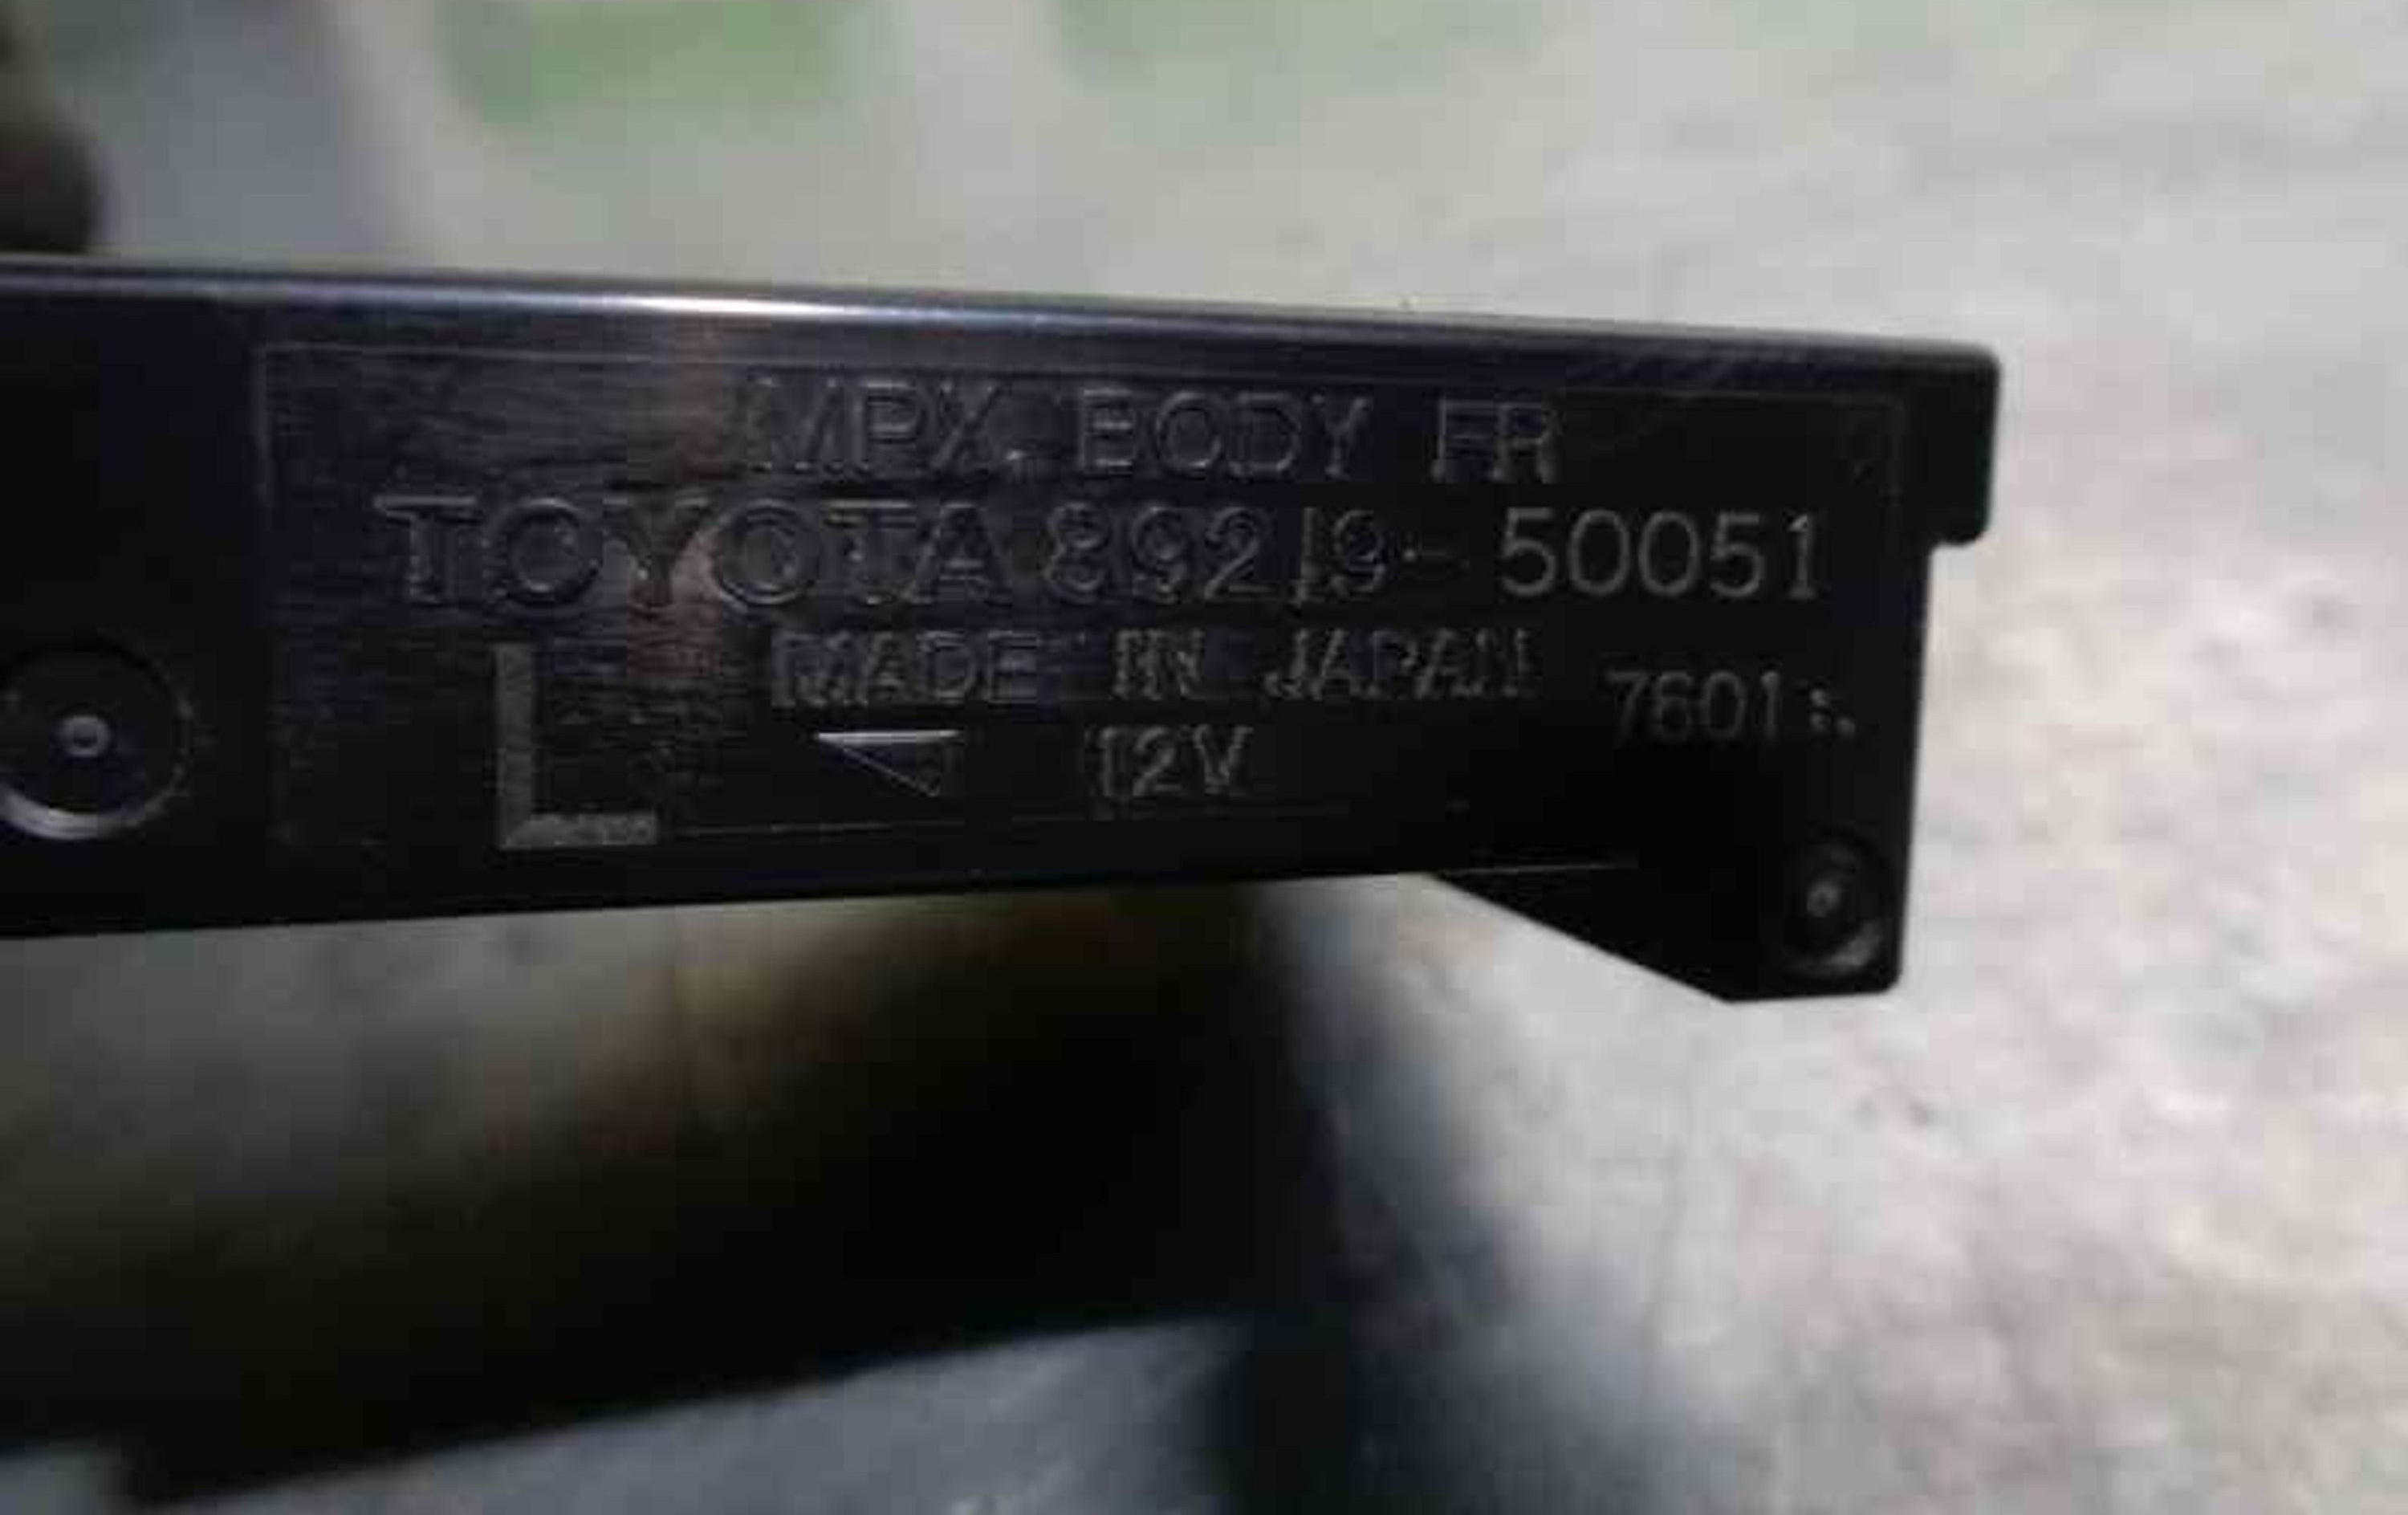 MPX. BODY FR
TOYOTA 89219-50051
MADE IN JAPAN 7601
L 12V